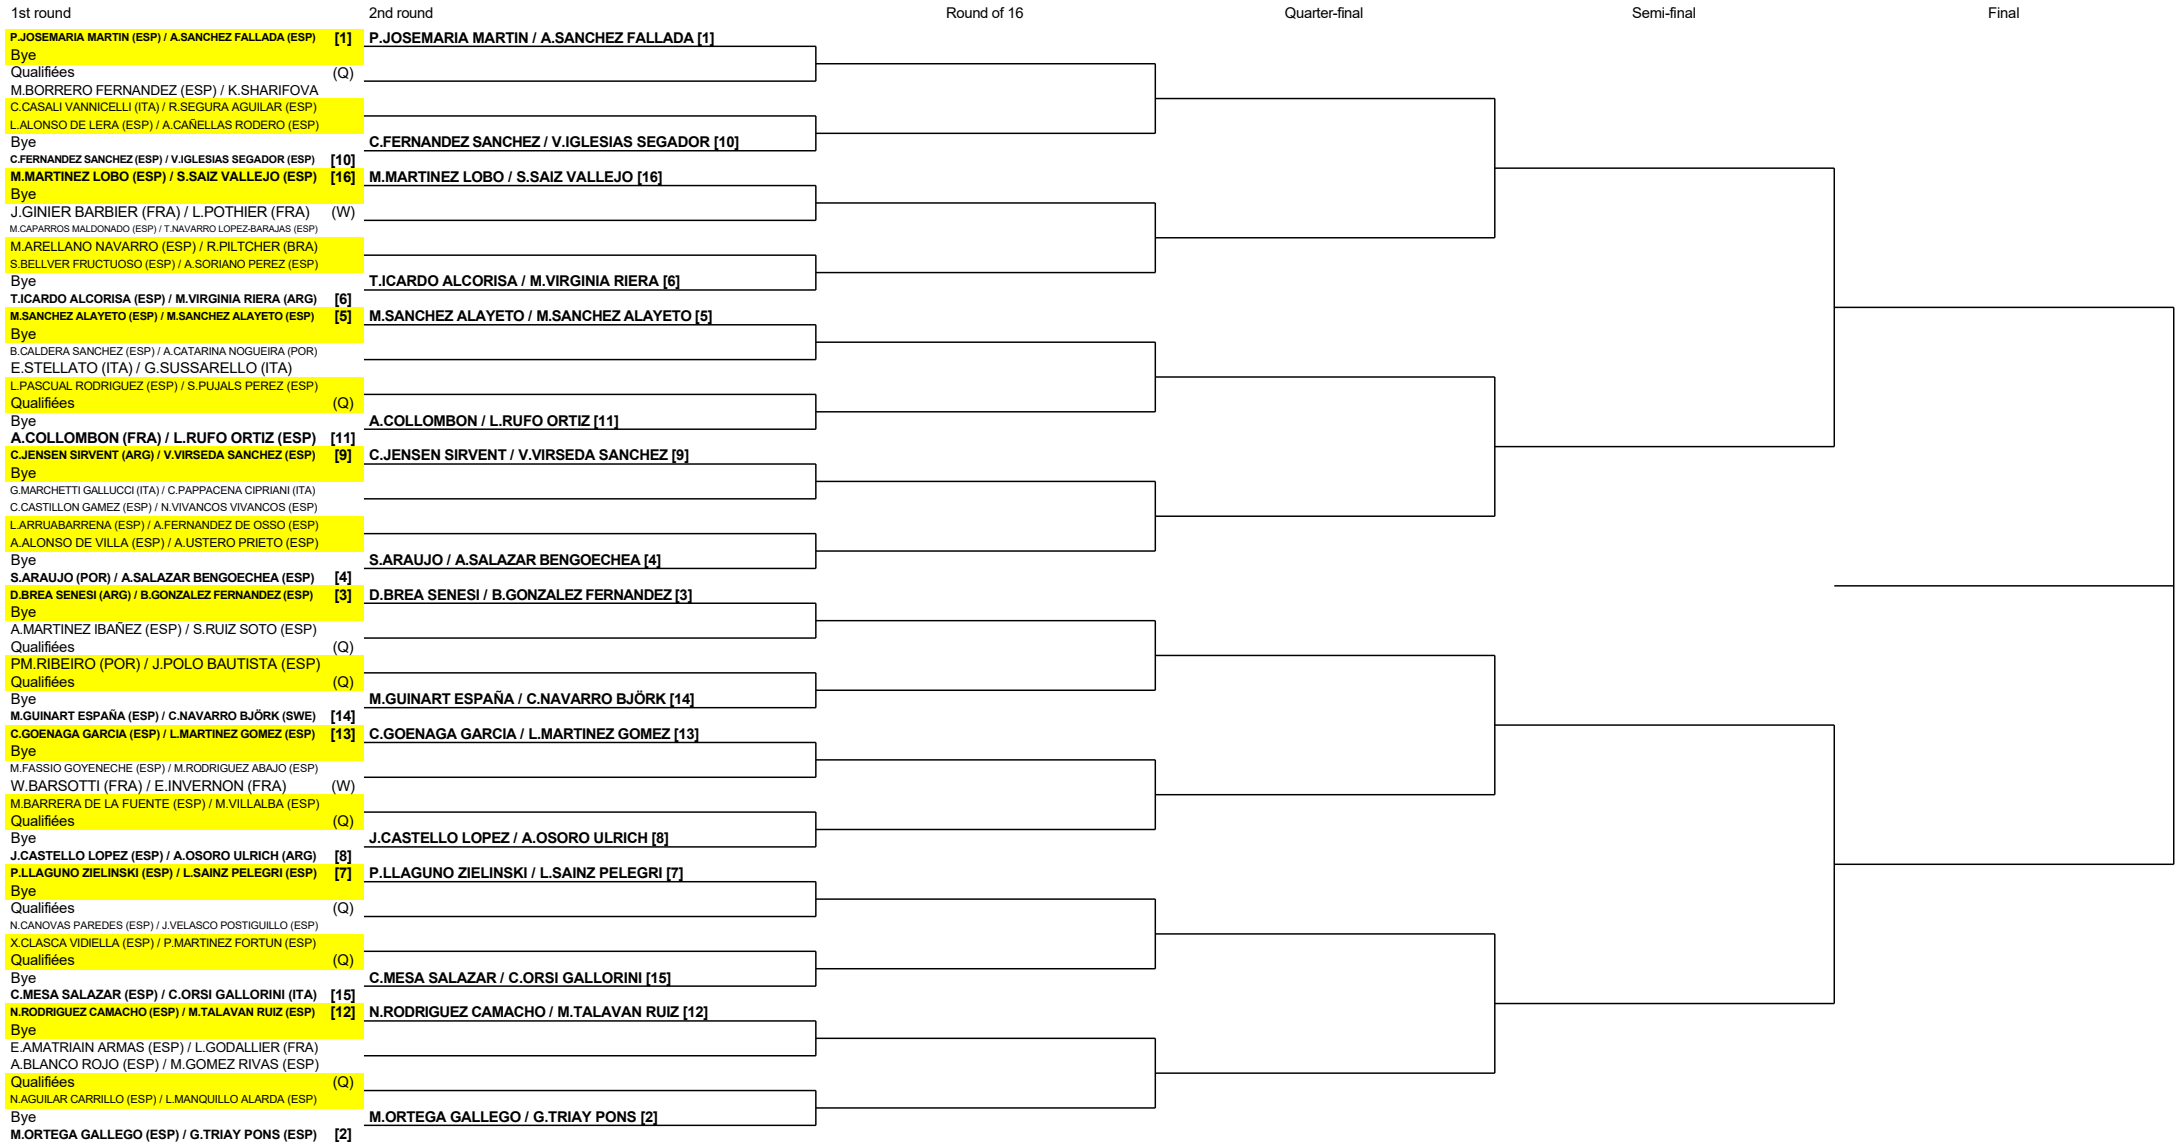 1st round
2nd round
Round of 16
Quarter-final
Semi-final
Final
P.JOSEMARIA MARTIN (ESP) / A.SANCHEZ FALLADA (ESP) [1]
Bye
Qualifiées (Q)
M.BORRERO FERNANDEZ (ESP) / K.SHARIFOVA
C.CASALI VANNICELLI (ITA) / R.SEGURA AGUILAR (ESP)
L.ALONSO DE LERA (ESP) / A.CAÑELLAS RODERO (ESP)
Bye
C.FERNANDEZ SANCHEZ (ESP) / V.IGLESIAS SEGADOR (ESP) [10]
M.MARTINEZ LOBO (ESP) / S.SAIZ VALLEJO (ESP) [16]
Bye
J.GINIER BARBIER (FRA) / L.POTHIER (FRA) (W)
M.CAPARROS MALDONADO (ESP) / T.NAVARRO LOPEZ-BARAJAS (ESP)
M.ARELLANO NAVARRO (ESP) / R.PILTCHER (BRA)
S.BELLVER FRUCTUOSO (ESP) / A.SORIANO PEREZ (ESP)
Bye
T.ICARDO ALCORISA (ESP) / M.VIRGINIA RIERA (ARG) [6]
M.SANCHEZ ALAYETO (ESP) / M.SANCHEZ ALAYETO (ESP) [5]
Bye
B.CALDERA SANCHEZ (ESP) / A.CATARINA NOGUEIRA (POR)
E.STELLATO (ITA) / G.SUSSARELLO (ITA)
L.PASCUAL RODRIGUEZ (ESP) / S.PUJALS PEREZ (ESP)
Qualifiées (Q)
Bye
A.COLLOMBON (FRA) / L.RUFO ORTIZ (ESP) [11]
C.JENSEN SIRVENT (ARG) / V.VIRSEDA SANCHEZ (ESP) [9]
Bye
G.MARCHETTI GALLUCCI (ITA) / C.PAPPACENA CIPRIANI (ITA)
C.CASTILLON GAMEZ (ESP) / N.VIVANCOS VIVANCOS (ESP)
L.ARRUABARRENA (ESP) / A.FERNANDEZ DE OSSO (ESP)
A.ALONSO DE VILLA (ESP) / A.USTERO PRIETO (ESP)
Bye
S.ARAUJO (POR) / A.SALAZAR BENGOECHEA (ESP) [4]
D.BREA SENESI (ARG) / B.GONZALEZ FERNANDEZ (ESP) [3]
Bye
A.MARTINEZ IBAÑEZ (ESP) / S.RUIZ SOTO (ESP)
Qualifiées (Q)
PM.RIBEIRO (POR) / J.POLO BAUTISTA (ESP)
Qualifiées (Q)
Bye
M.GUINART ESPAÑA (ESP) / C.NAVARRO BJÖRK (SWE) [14]
C.GOENAGA GARCIA (ESP) / L.MARTINEZ GOMEZ (ESP) [13]
Bye
M.FASSIO GOYENECHE (ESP) / M.RODRIGUEZ ABAJO (ESP)
W.BARSOTTI (FRA) / E.INVERNON (FRA) (W)
M.BARRERA DE LA FUENTE (ESP) / M.VILLALBA (ESP)
Qualifiées (Q)
Bye
J.CASTELLO LOPEZ (ESP) / A.OSORO ULRICH (ARG) [8]
P.LLAGUNO ZIELINSKI (ESP) / L.SAINZ PELEGRI (ESP) [7]
Bye
Qualifiées (Q)
N.CANOVAS PAREDES (ESP) / J.VELASCO POSTIGUILLO (ESP)
X.CLASCA VIDIELLA (ESP) / P.MARTINEZ FORTUN (ESP)
Qualifiées (Q)
Bye
C.MESA SALAZAR (ESP) / C.ORSI GALLORINI (ITA) [15]
N.RODRIGUEZ CAMACHO (ESP) / M.TALAVAN RUIZ (ESP) [12]
Bye
E.AMATRIAIN ARMAS (ESP) / L.GODALLIER (FRA)
A.BLANCO ROJO (ESP) / M.GOMEZ RIVAS (ESP)
Qualifiées (Q)
N.AGUILAR CARRILLO (ESP) / L.MANQUILLO ALARDA (ESP)
Bye
M.ORTEGA GALLEGO (ESP) / G.TRIAY PONS (ESP) [2]
P.JOSEMARIA MARTIN / A.SANCHEZ FALLADA [1]
C.FERNANDEZ SANCHEZ / V.IGLESIAS SEGADOR [10]
M.MARTINEZ LOBO / S.SAIZ VALLEJO [16]
T.ICARDO ALCORISA / M.VIRGINIA RIERA [6]
M.SANCHEZ ALAYETO / M.SANCHEZ ALAYETO [5]
A.COLLOMBON / L.RUFO ORTIZ [11]
C.JENSEN SIRVENT / V.VIRSEDA SANCHEZ [9]
S.ARAUJO / A.SALAZAR BENGOECHEA [4]
D.BREA SENESI / B.GONZALEZ FERNANDEZ [3]
M.GUINART ESPAÑA / C.NAVARRO BJÖRK [14]
C.GOENAGA GARCIA / L.MARTINEZ GOMEZ [13]
J.CASTELLO LOPEZ / A.OSORO ULRICH [8]
P.LLAGUNO ZIELINSKI / L.SAINZ PELEGRI [7]
C.MESA SALAZAR / C.ORSI GALLORINI [15]
N.RODRIGUEZ CAMACHO / M.TALAVAN RUIZ [12]
M.ORTEGA GALLEGO / G.TRIAY PONS [2]